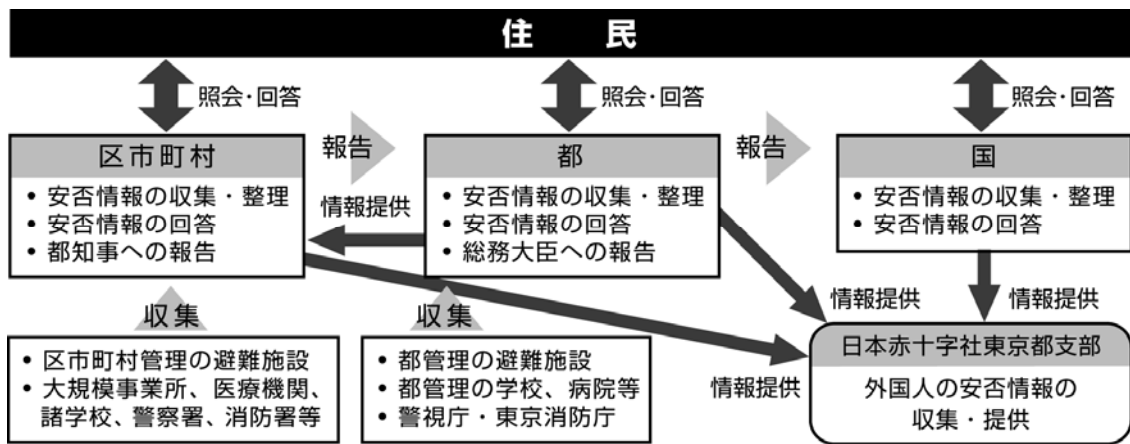 住　民
照会・回答
照会・回答
照会・回答
区市町村
• 安否情報の収集・整理
• 安否情報の回答
• 都知事への報告
報告
情報提供
都
• 安否情報の収集・整理
• 安否情報の回答
• 総務大臣への報告
報告
国
• 安否情報の収集・整理
• 安否情報の回答
収集
• 区市町村管理の避難施設
• 大規模事業所、医療機関、
諸学校、警察署、消防署等
収集
• 都管理の避難施設
• 都管理の学校、病院等
• 警視庁・東京消防庁
情報提供
情報提供
情報提供
日本赤十字社東京都支部
外国人の安否情報の
収集・提供